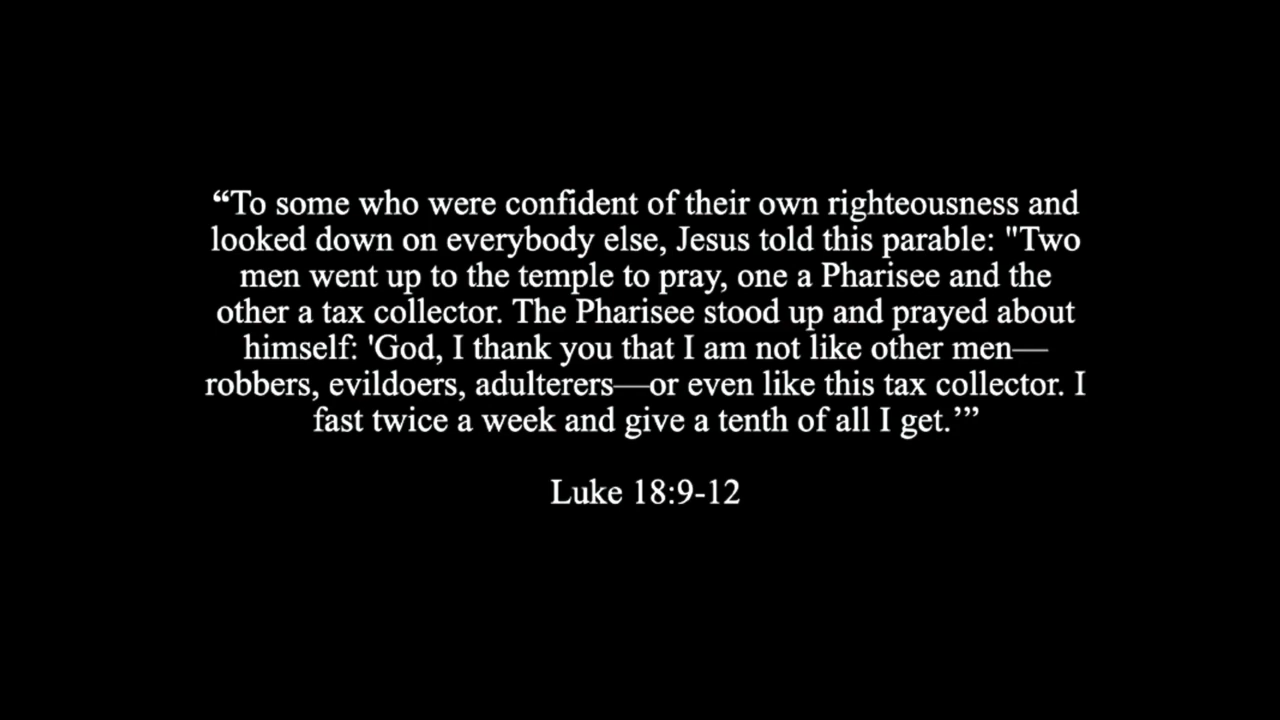 “To some who were confident of their own righteousness and
looked down on everybody else, Jesus told this parable: "Two
men went up to the temple to pray, one a Pharisee and the
other a tax collector. The Pharisee stood up and prayed about
himself: 'God, I thank you that I am not like other men—
robbers, evildoers, adulterers—or even like this tax collector. I
fast twice a week and give a tenth of all I get.’”
Luke 18:9-12